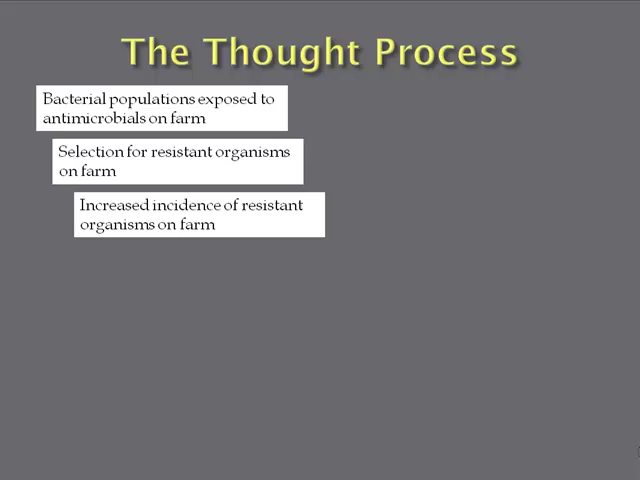 The Thought Process
Bacterial populations exposed to
antimicrobials on farm
Selection for resistant organisms
on farm
Increased incidence of resistant
organisms on farm